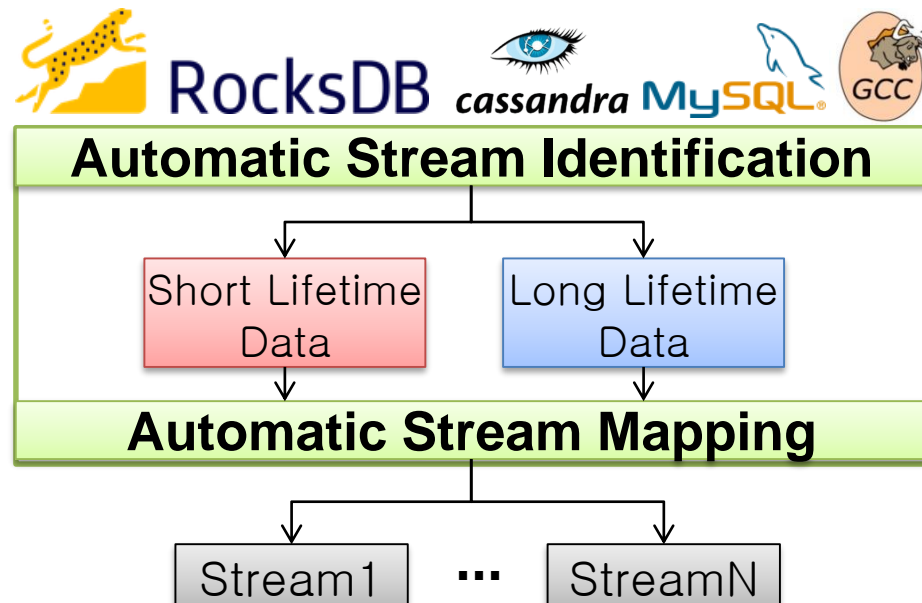 RocksDB cassandra MySQL® GCC
Automatic Stream Identification
Short Lifetime Long Lifetime
Data Data
Automatic Stream Mapping
Stream1 ... StreamN